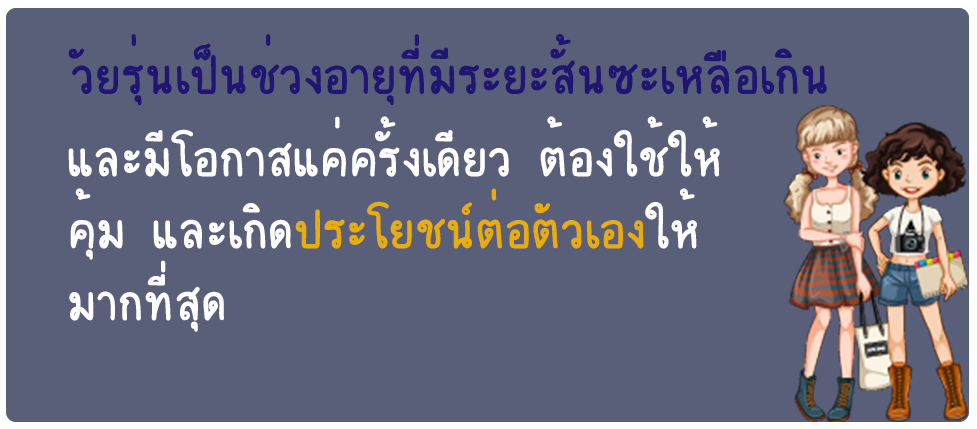 วัยรุ่นเป็นช่วงอายุที่มีระยะสั้นซะเหลือเกิน
และมีโอกาสแค่ครั้งเดียว ต้องใช้ให้
คุ้ม และเกิดประโยชน์ต่อตัวเองให้
มากที่สุด